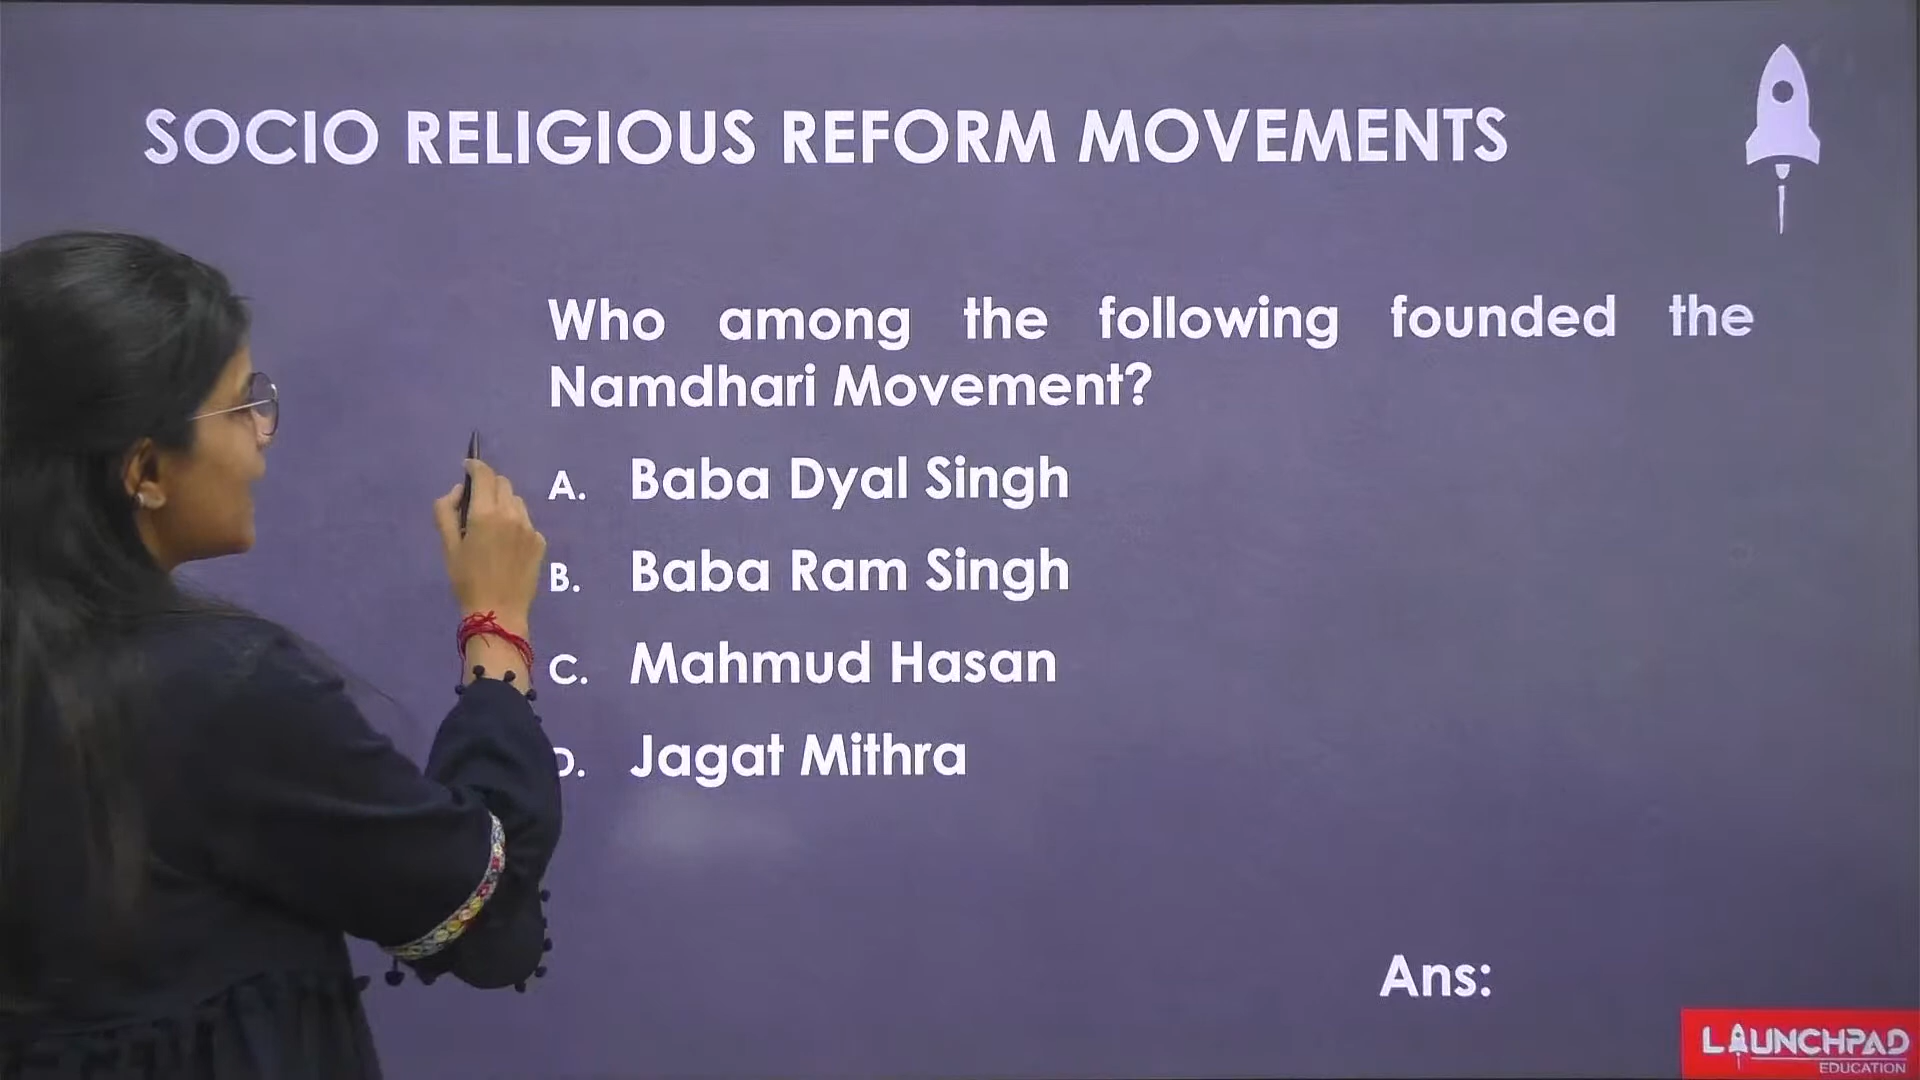 SOCIO RELIGIOUS REFORM MOVEMENTS
Who among the following founded the
Namdhari Movement?
A. Baba Dyal Singh
B. Baba Ram Singh
C. Mahmud Hasan
D. Jagat Mithra
Ans:
LAUNCHPAD
EDUCATION